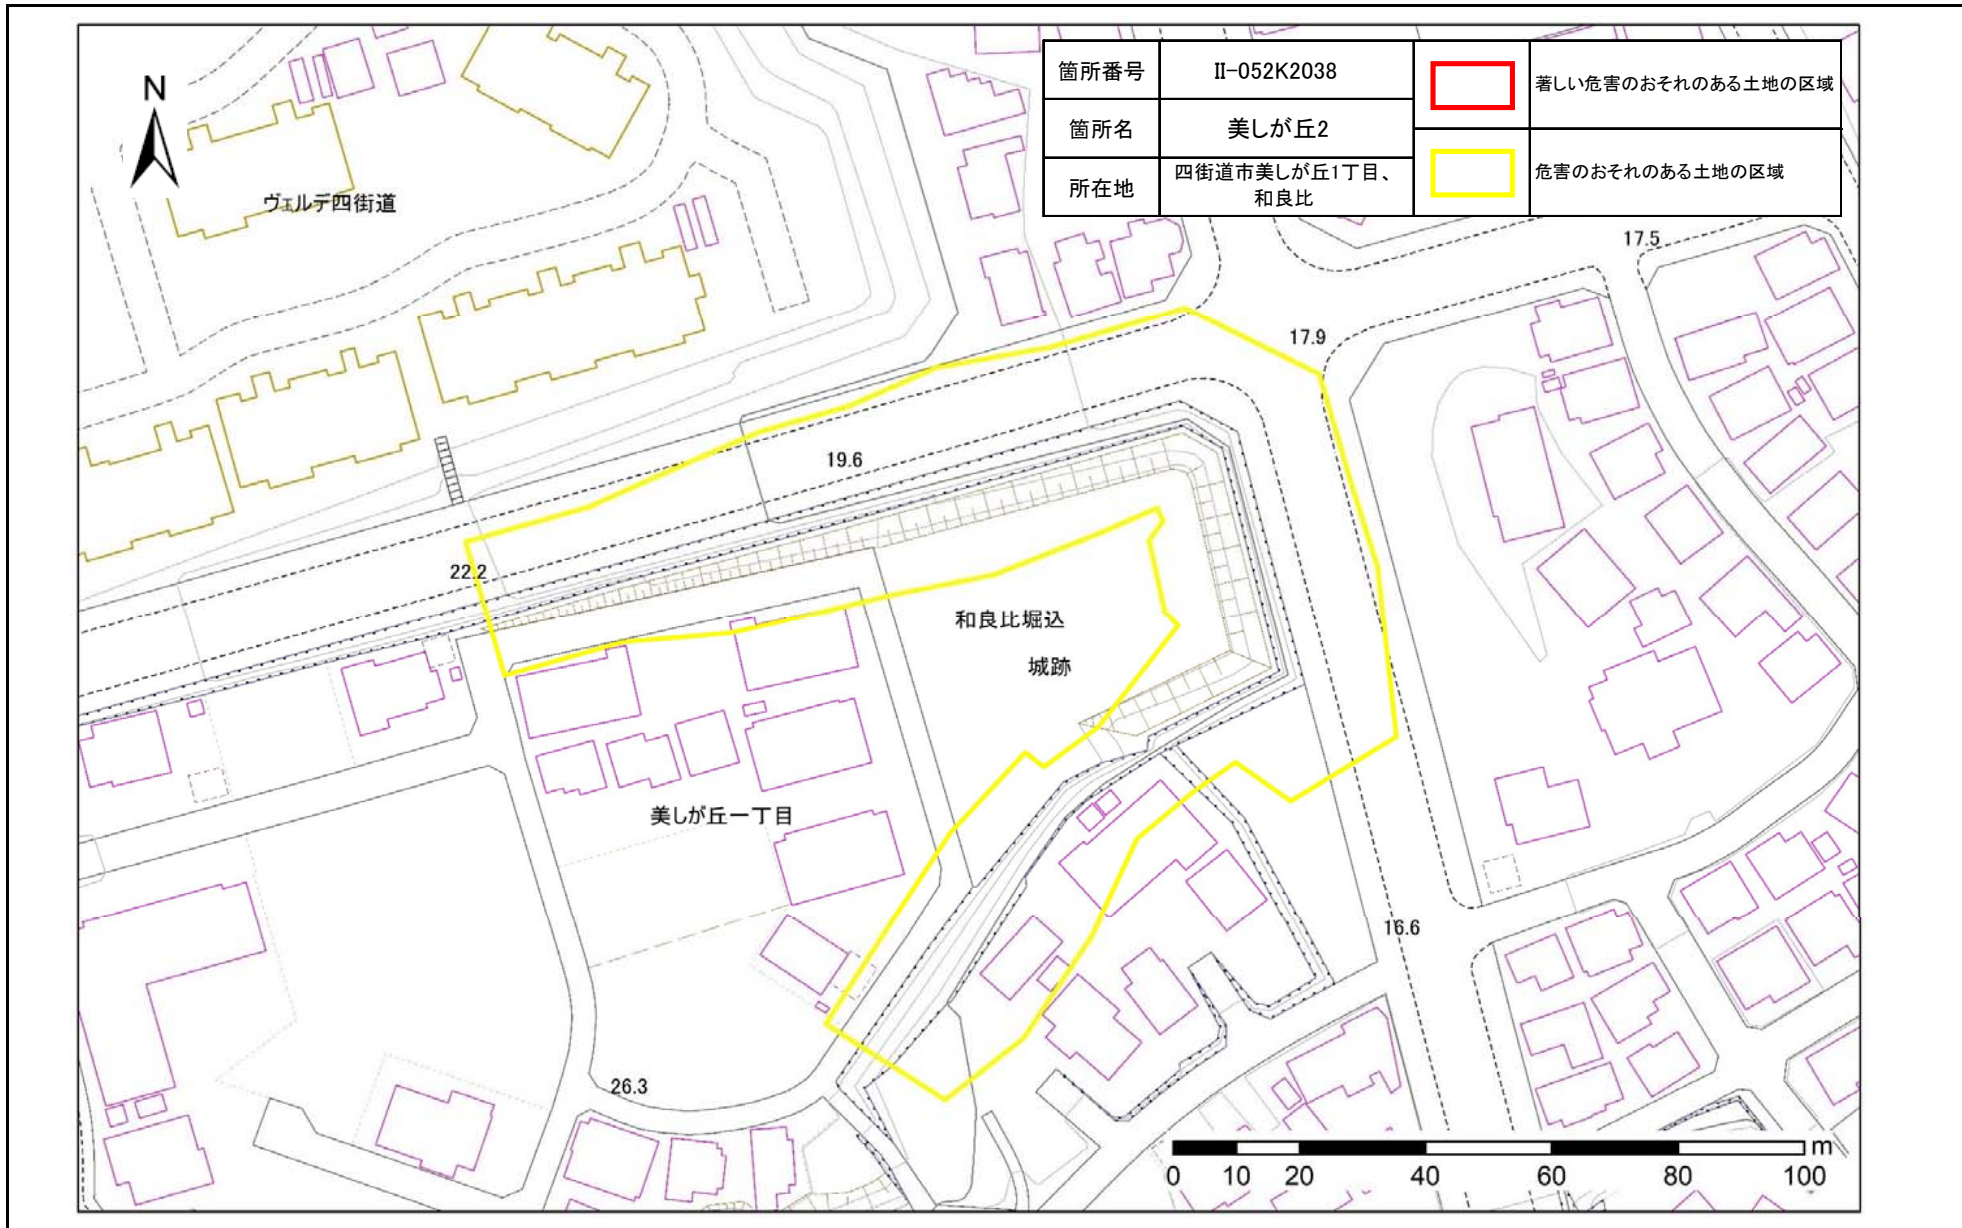 N
箇所番号
II-052K2038
著しい危害のおそれのある土地の区域
箇所名
美しが丘2
所在地
四街道市美しが丘1丁目、
和良比
危害のおそれのある土地の区域
ヴェルデ四街道
17.5
17.9
19.6
22.2
和良比堀込
城跡
美しが丘一丁目
16.6
26.3
m
0 10 20 40 60 80 100